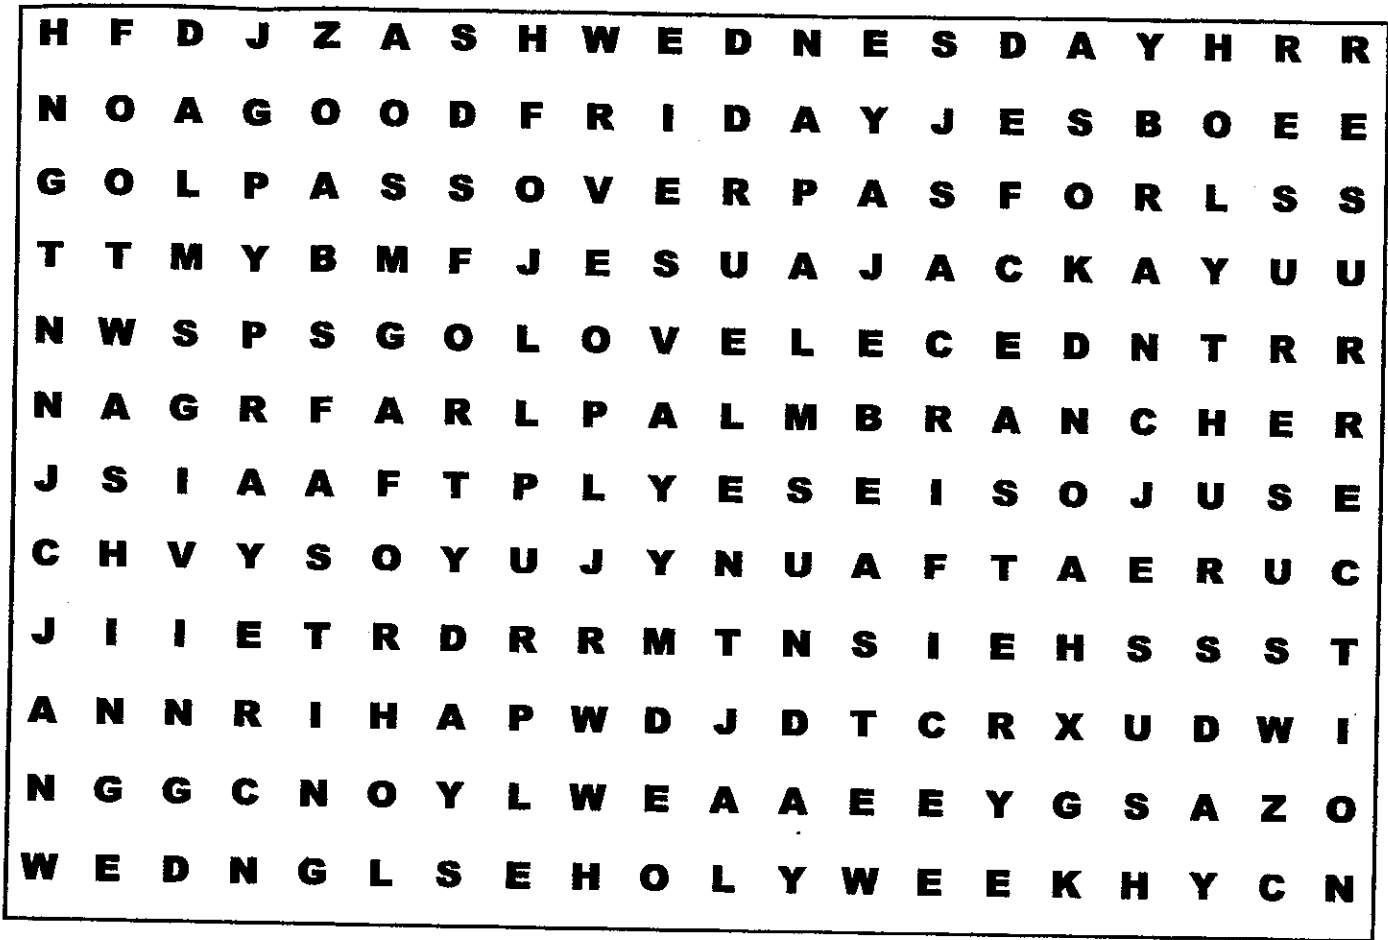 H F D J Z A S H W E D N E S D A Y H R R
N O A G O O D F R I D A Y J E S B O E E
G O L P A S S O V E R P A S F O R L S S
T T M Y B M F J E S U A J A C K A Y U U
N W S P S G O L O V E L E C E D N T R R
N A G R F A R L P A L M B R A N C H E R
J S I A A F T P L Y E S E I S O J U S E
C H V Y S O Y U J Y N U A F T A E R U C
J I I E T R D R R M T N S I E H S S S T
A N N R I H A P W D J D T C R X U D W I
N G G C N O Y L W E A A E E Y G S A Z O
W E D N G L S E H O L Y W E E K H Y C N